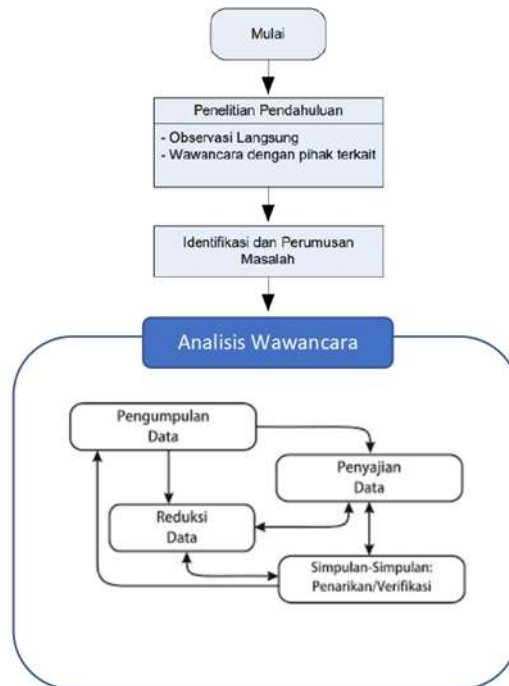 Mulai
Penelitian Pendahuluan
- Observasi Langsung
- Wawancara dengan pihak terkait
Identifikasi dan Perumusan
Masalah
Analisis Wawancara
Pengumpulan
Data
Penyajian
Data
Reduksi
Data
Simpulan-Simpulan:
Penarikan/Verifikasi